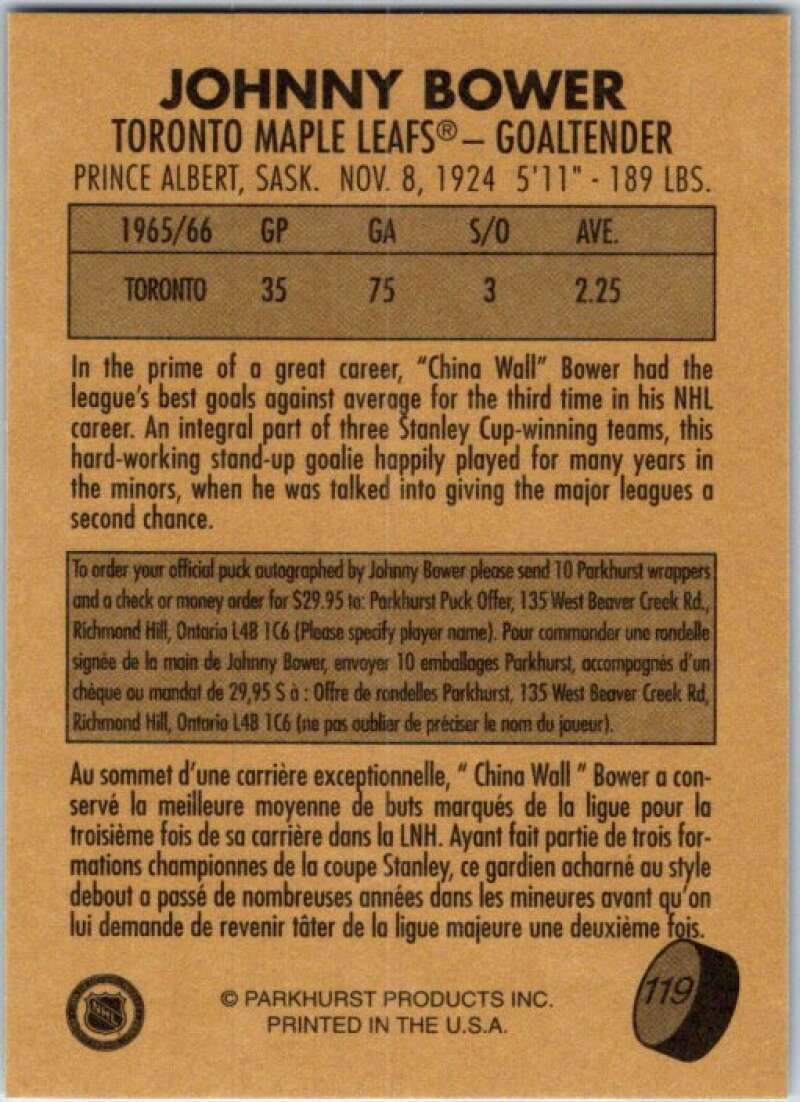 JOHNNY BOWER
TORONTO MAPLE LEAFS® – GOALTENDER
PRINCE ALBERT, SASK. NOV. 8, 1924 5'11" - 189 LBS.
1965/66 GP GA S/O AVE.
TORONTO 35 75 3 2.25
In the prime of a great career, “China Wall” Bower had the
league’s best goals against average for the third time in his NHL
career. An integral part of three Stanley Cup-winning teams, this
hard-working stand-up goalie happily played for many years in
the minors, when he was talked into giving the major leagues a
second chance.
To order your official puck autographed by Johnny Bower please send 10 Parkhurst wrappers
and a check or money order for $29.95 to: Parkhurst Puck Offer, 135 West Beaver Creek Rd.,
Richmond Hill, Ontario L4B 1C6 (Please specify player name). Pour commander une rondelle
signée de la main de Johnny Bower, envoyer 10 emballages Parkhurst, accompagnés d’un
chèque ou mandat de 29,95 $ à : Offre de rondelles Parkhurst, 135 West Beaver Creek Rd,
Richmond Hill, Ontario L4B 1C6 (ne pas oublier de préciser le nom du joueur).
Au sommet d’une carrière exceptionnelle, “ China Wall ” Bower a con-
servé la meilleure moyenne de buts marqués de la ligue pour la
troisième fois de sa carrière dans la LNH. Ayant fait partie de trois for-
mations championnes de la coupe Stanley, ce gardien acharné au style
debout a passé de nombreuses années dans les mineures avant qu’on
lui demande de revenir tâter de la ligue majeure une deuxième fois.
NHL
© PARKHURST PRODUCTS INC.
PRINTED IN THE U.S.A.
119